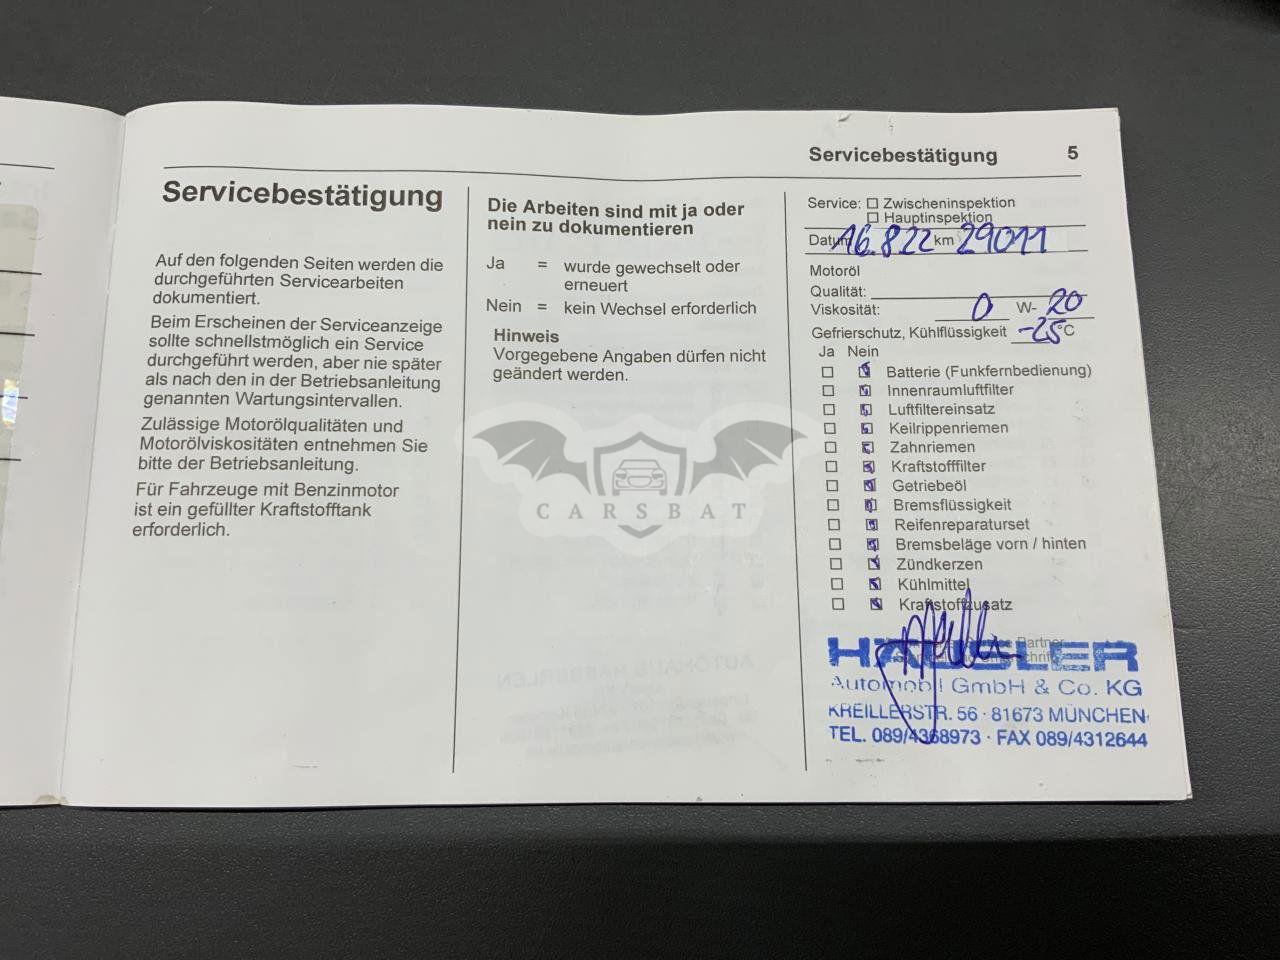 Servicebestätigung 5
Servicebestätigung
Auf den folgenden Seiten werden die
durchgeführten Servicearbeiten
dokumentiert.
Beim Erscheinen der Serviceanzeige
sollte schnellstmöglich ein Service
durchgeführt werden, aber nie später
als nach den in der Betriebsanleitung
genannten Wartungsintervallen.
Zulässige Motorölqualitäten und
Motorölviskositäten entnehmen Sie
bitte der Betriebsanleitung.
Für Fahrzeuge mit Benzinmotor
ist ein gefüllter Kraftstofftank
erforderlich.
Die Arbeiten sind mit ja oder
nein zu dokumentieren
Ja = wurde gewechselt oder
erneuert
Nein = kein Wechsel erforderlich
Hinweis
Vorgegebene Angaben dürfen nicht
geändert werden.
CARSBAT
Service: Zwischeninspektion
Hauptinspektion
Datum 16.8.22 km 29011
Motoröl
Qualität:
Viskosität: 0 W- 20
Gefrierschutz, Kühlflüssigkeit -25°C
Ja Nein
Batterie (Funkfernbedienung)
Innenraumluftfilter
Luftfiltereinsatz
Keilrippenriemen
Zahnriemen
Kraftstofffilter
Getriebeöl
Bremsflüssigkeit
Reifenreparaturset
Bremsbeläge vorn / hinten
Zündkerzen
Kühlmittel
Kraftstoffzusatz
Partner
HÄUSLER
Automobil GmbH & Co. KG
KREILLERSTR. 56 · 81673 MÜNCHEN
TEL. 089/4368973 · FAX 089/4312644